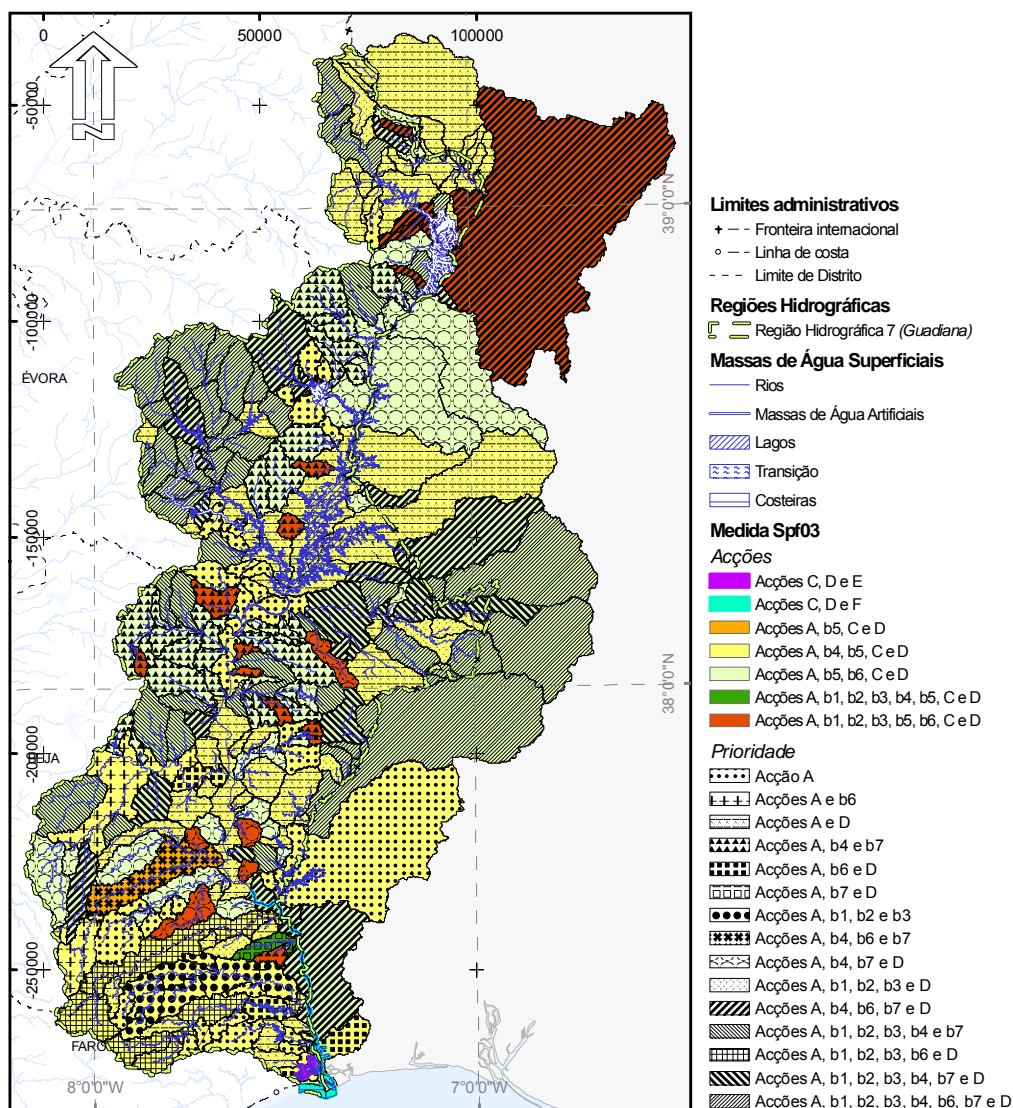 0 50000 100000
N
-50000
39°0'0"N
-100000
ÉVORA
-150000
38°0'0"N
-200000
-250000
FARO
8°0'0"W 7°0'0"W
Limites administrativos
Fronteira internacional
Linha de costa
Limite de Distrito
Regiões Hidrográficas
Região Hidrográfica 7 (Guadiana)
Massas de Água Superficiais
Rios
Massas de Água Artificiais
Lagos
Transição
Costeiras
Medida Spf03
Acções
Acções C, D e E
Acções C, D e F
Acções A, b5, C e D
Acções A, b4, b5, C e D
Acções A, b5, b6, C e D
Acções A, b1, b2, b3, b4, b5, C e D
Acções A, b1, b2, b3, b5, b6, C e D
Prioridade
Acção A
Acções A e b6
Acções A e D
Acções A, b4 e b7
Acções A, b6 e D
Acções A, b7 e D
Acções A, b1, b2 e b3
Acções A, b4, b6 e b7
Acções A, b4, b7 e D
Acções A, b1, b2, b3 e D
Acções A, b4, b6, b7 e D
Acções A, b1, b2, b3, b4 e b7
Acções A, b1, b2, b3, b6 e D
Acções A, b1, b2, b3, b4, b7 e D
Acções A, b1, b2, b3, b4, b6, b7 e D